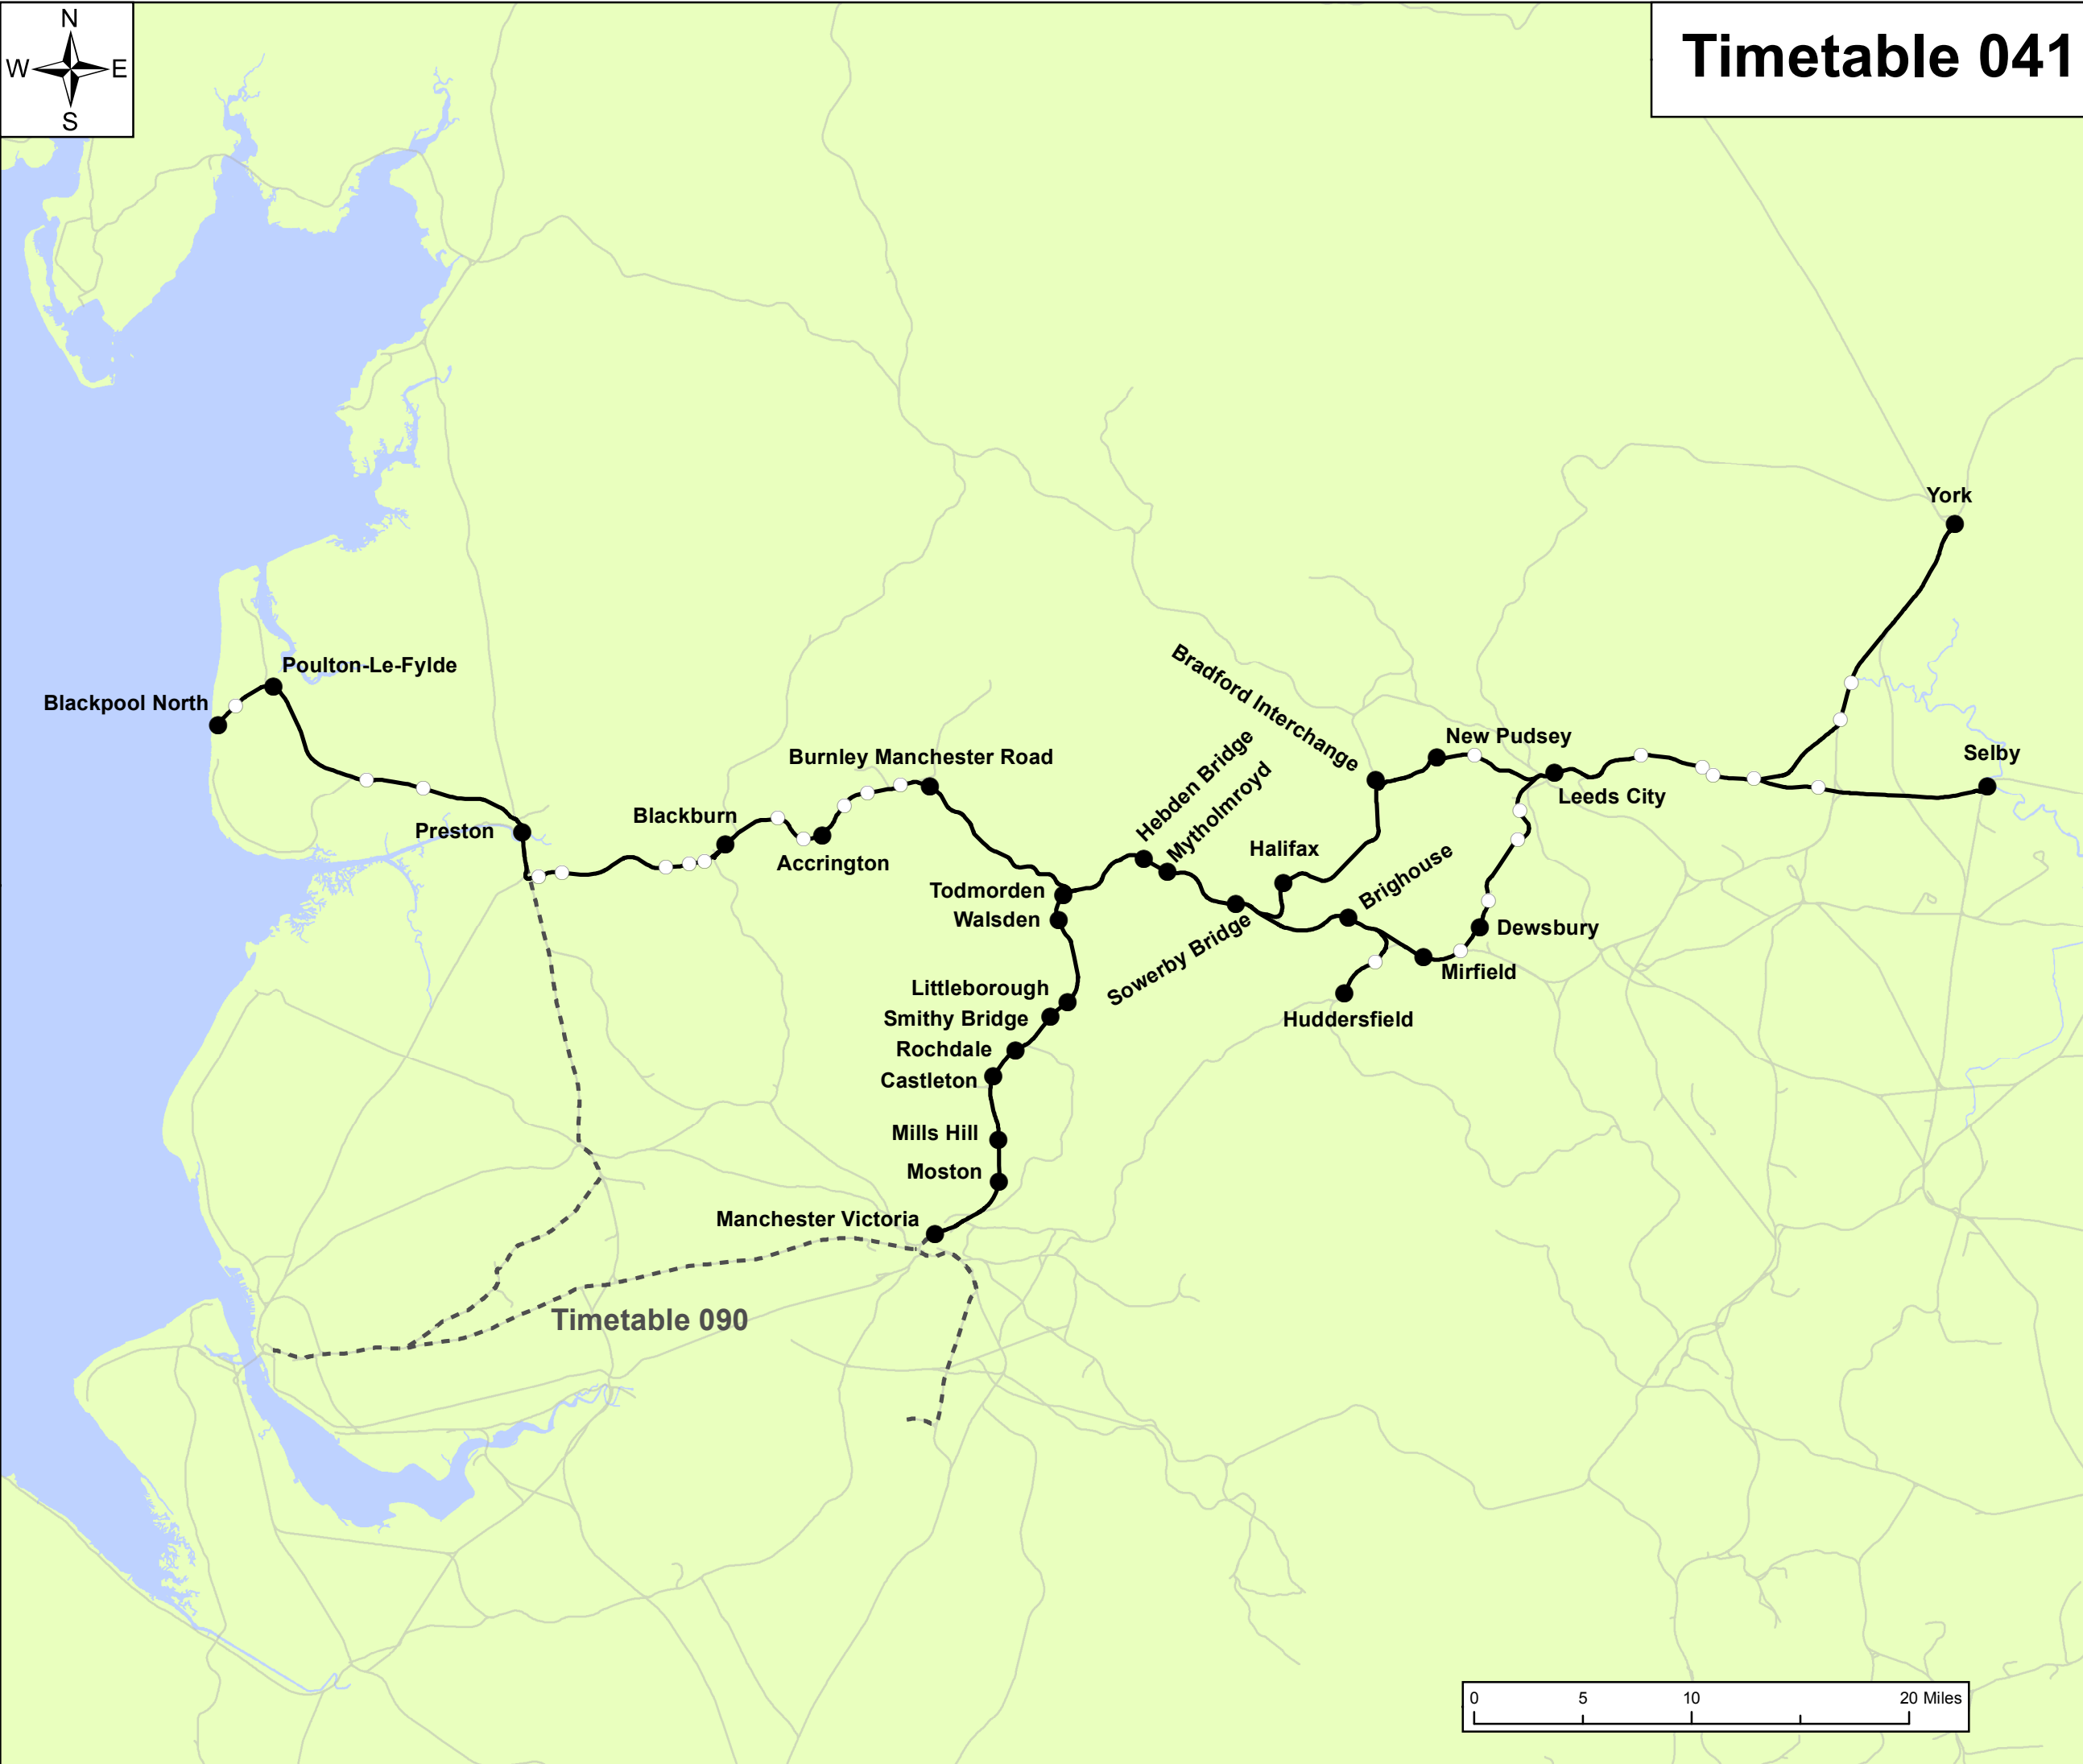 N
W E
S
Timetable 041
York
Poulton-Le-Fylde
Blackpool North
Bradford Interchange
New Pudsey
Hebden Bridge
Selby
Burnley Manchester Road
Mytholmroyd
Leeds City
Blackburn
Preston
Halifax
Brighouse
Accrington
Todmorden
Walsden
Dewsbury
Sowerby Bridge
Mirfield
Littleborough
Smithy Bridge
Huddersfield
Rochdale
Castleton
Mills Hill
Moston
Manchester Victoria
Timetable 090
0 5 10 20 Miles